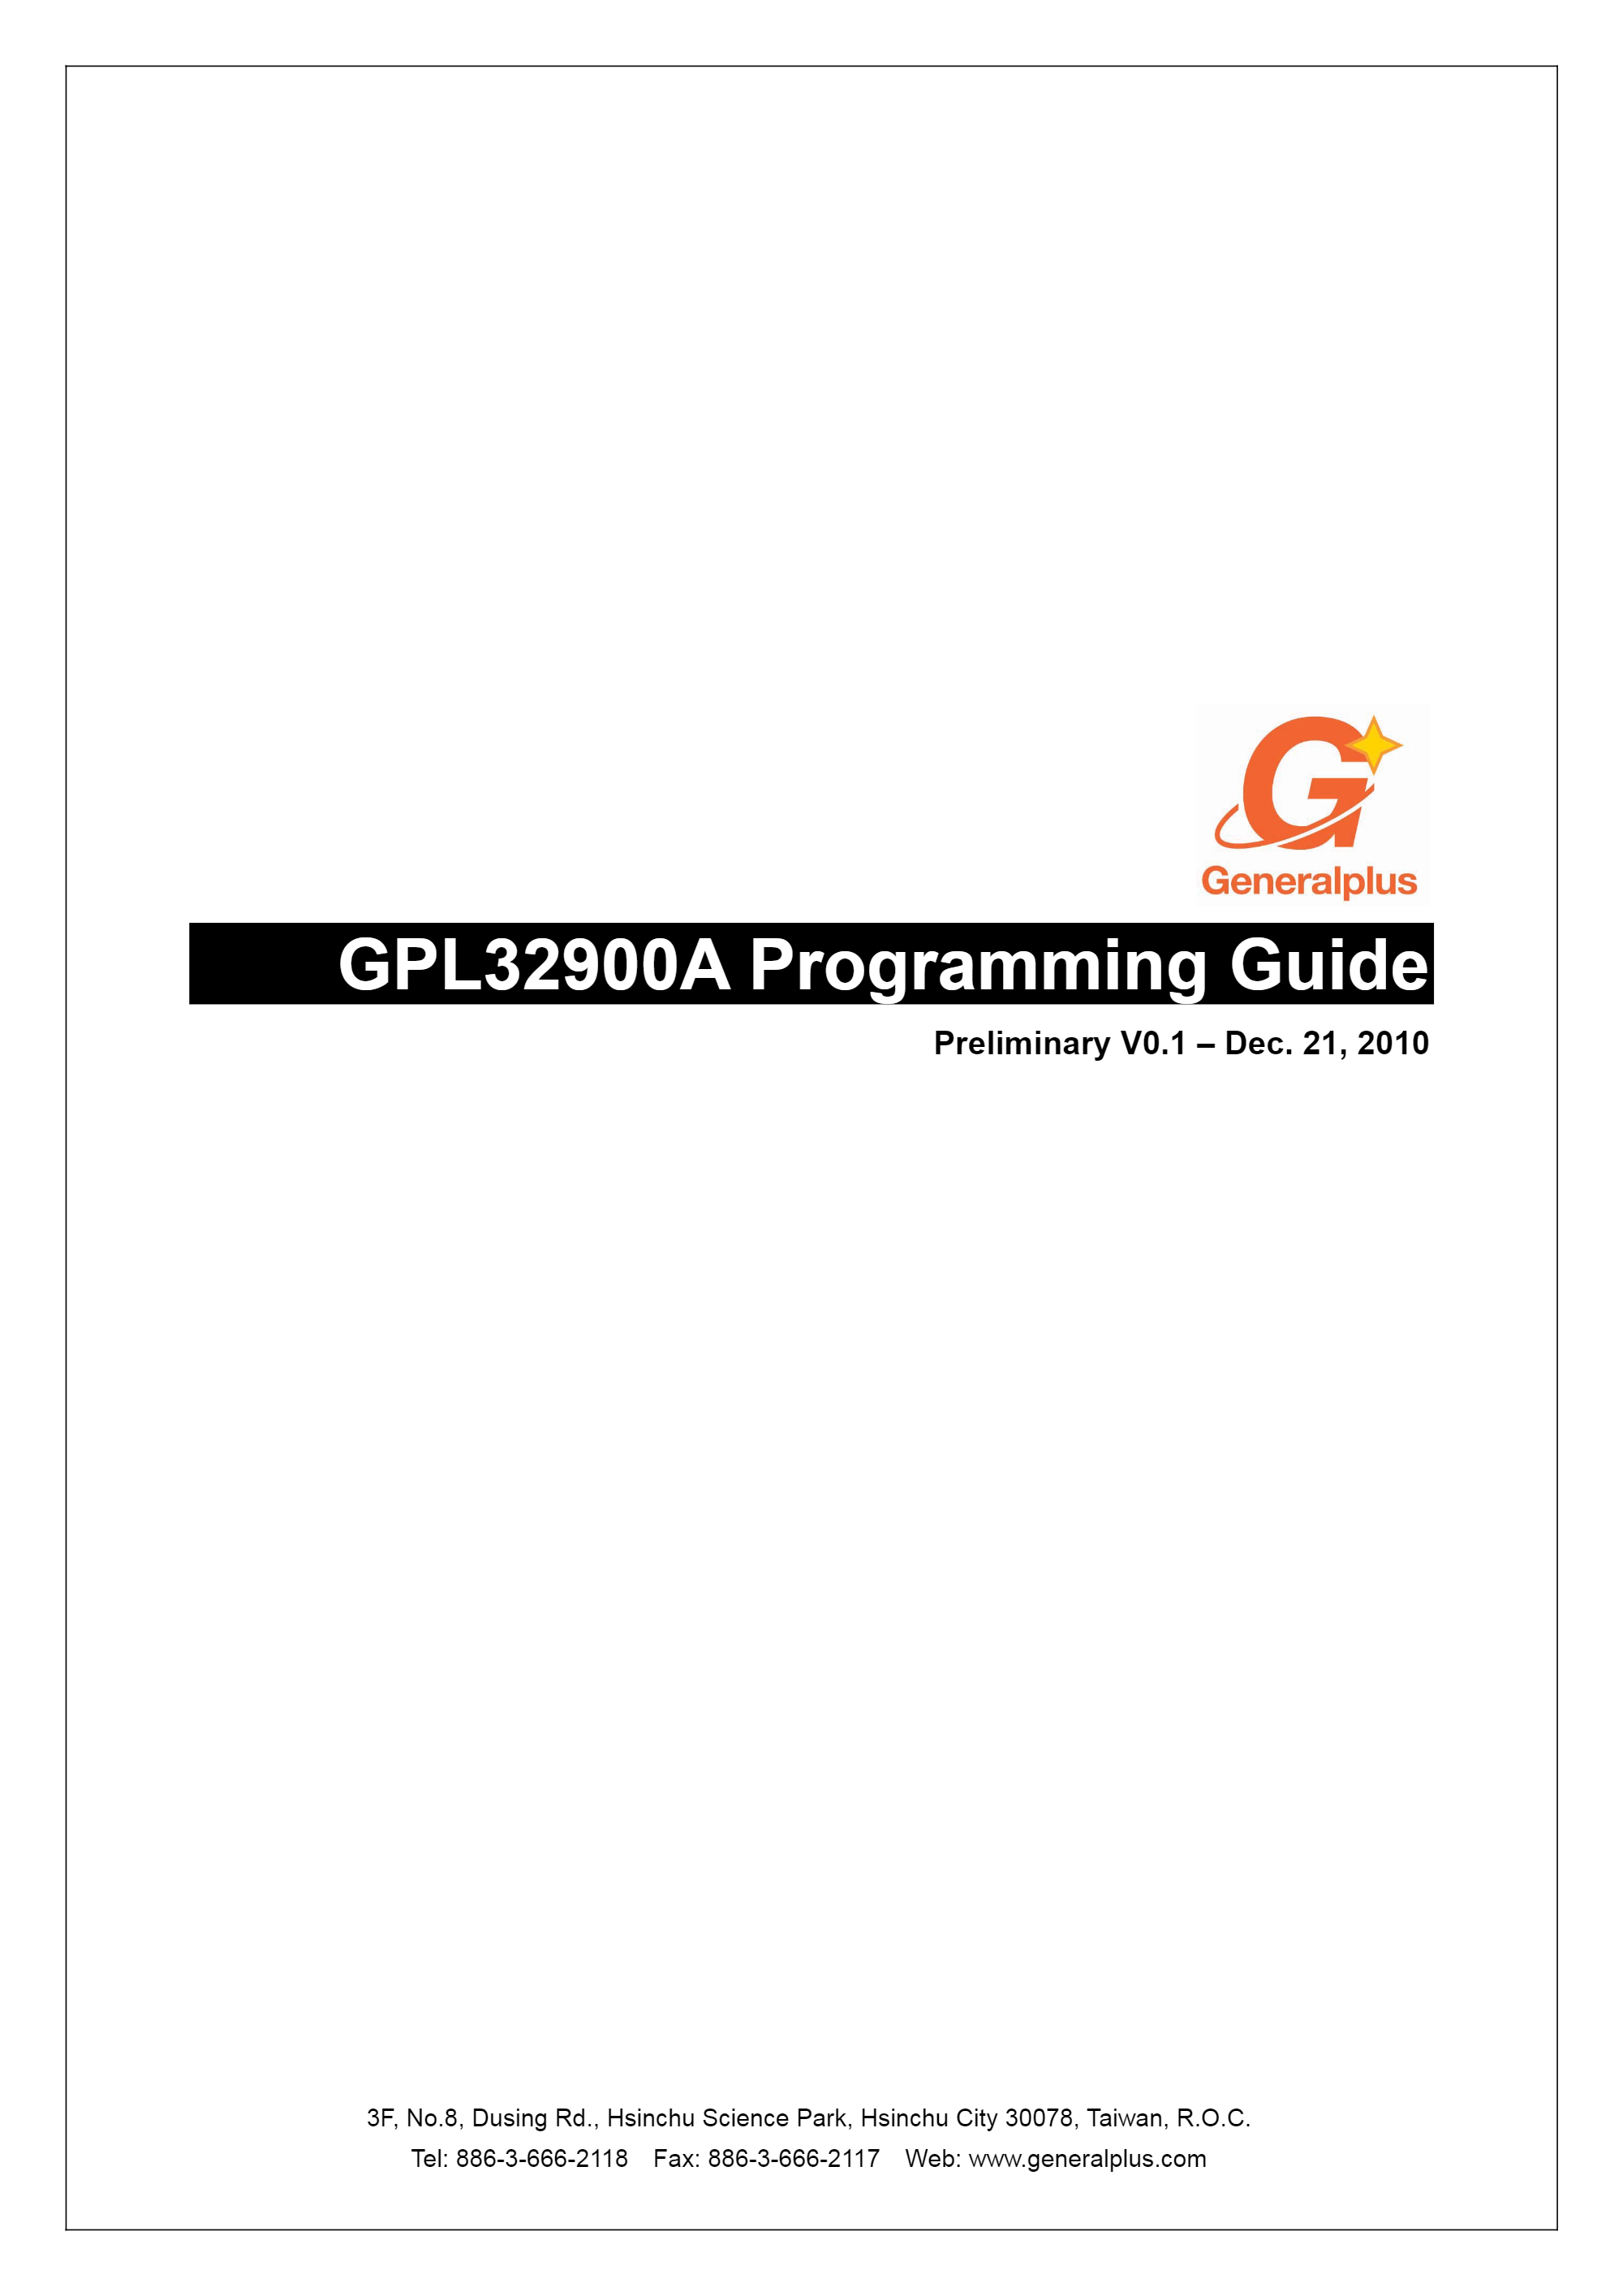 Generalplus
GPL32900A Programming Guide
Preliminary V0.1 – Dec. 21, 2010
3F, No.8, Dusing Rd., Hsinchu Science Park, Hsinchu City 30078, Taiwan, R.O.C.
Tel: 886-3-666-2118 Fax: 886-3-666-2117 Web: www.generalplus.com